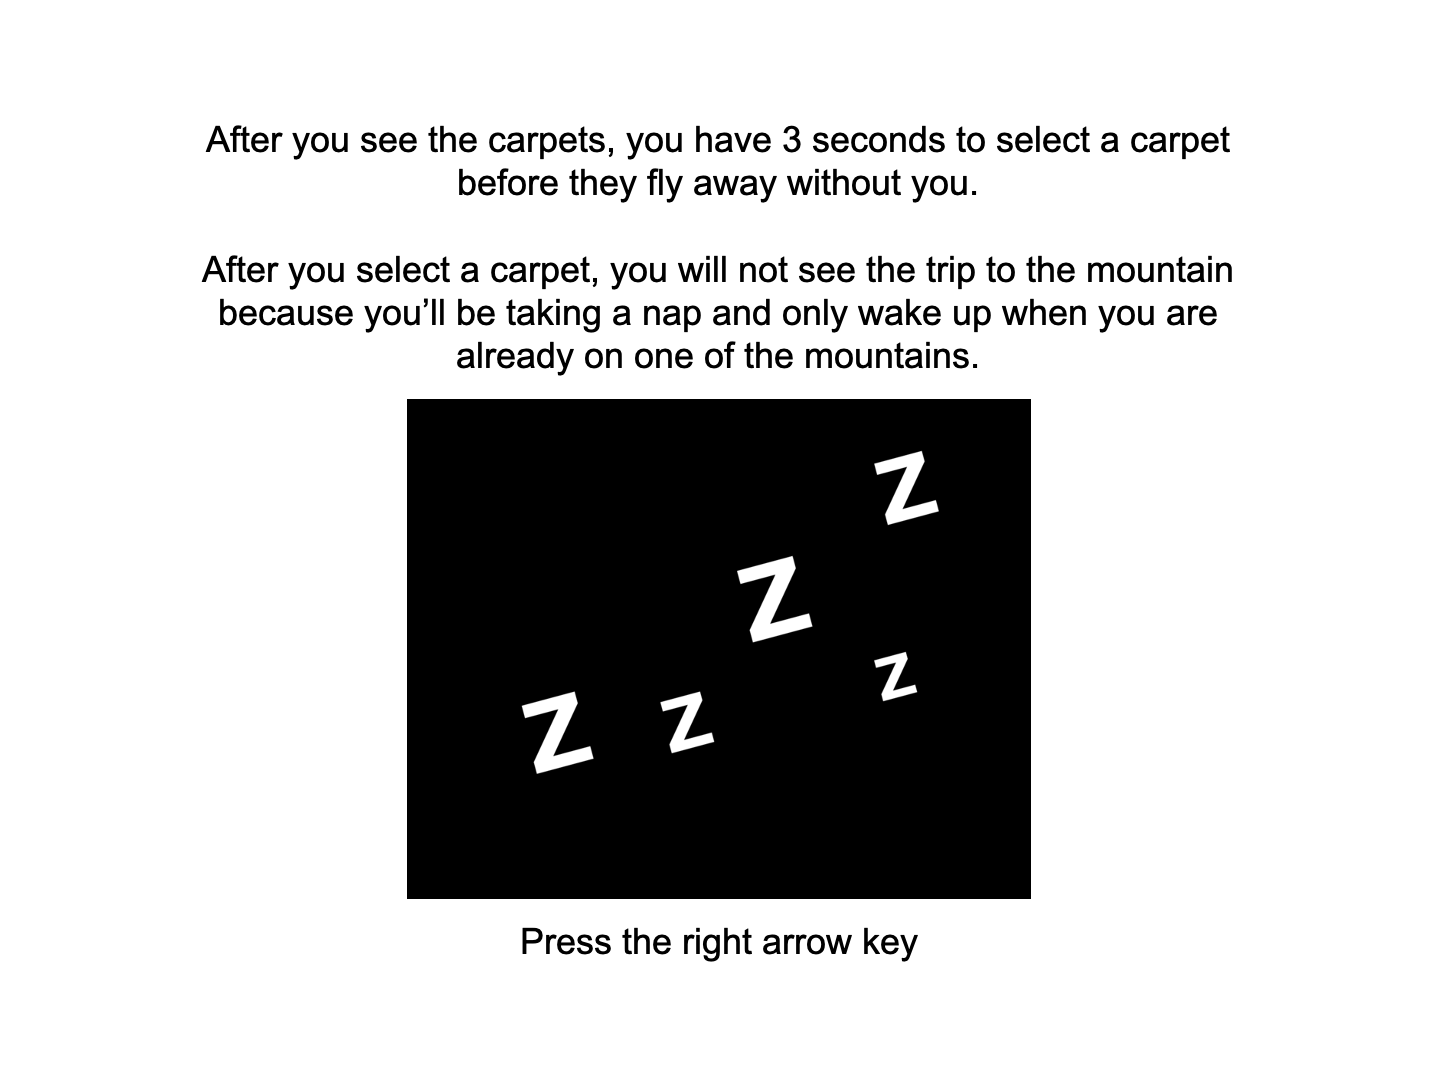 After you see the carpets, you have 3 seconds to select a carpet
before they fly away without you.
After you select a carpet, you will not see the trip to the mountain
because you’ll be taking a nap and only wake up when you are
already on one of the mountains.
Z
Z
Z
Z
Z
Press the right arrow key